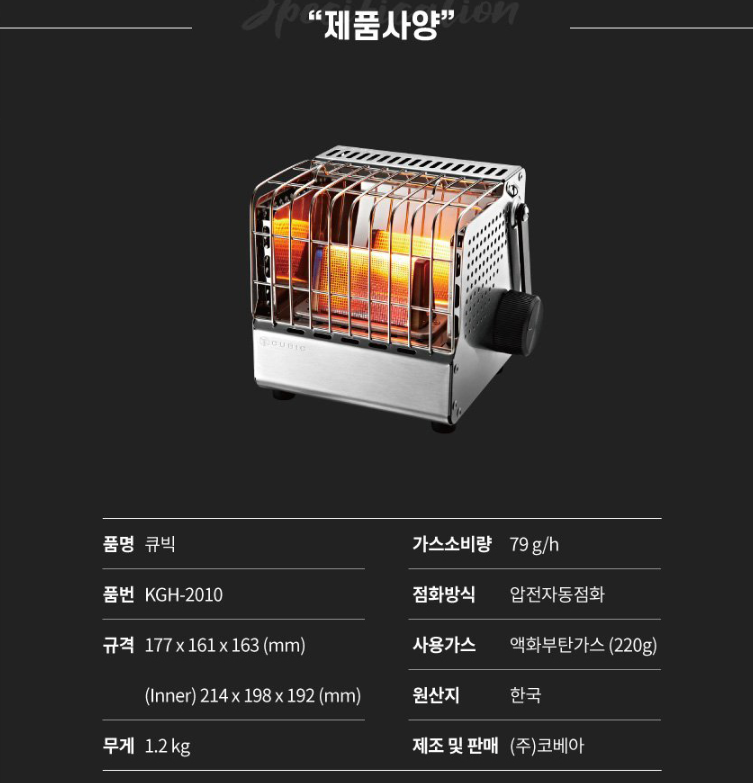 Specification
“제품사양”
CUBIC
품명 큐빅
품번 KGH-2010
규격 177 x 161 x 163 (mm)
(Inner) 214 x 198 x 192 (mm)
무게 1.2 kg
가스소비량 79 g/h
점화방식 압전자동점화
사용가스 액화부탄가스 (220g)
원산지 한국
제조 및 판매 (주)코베아